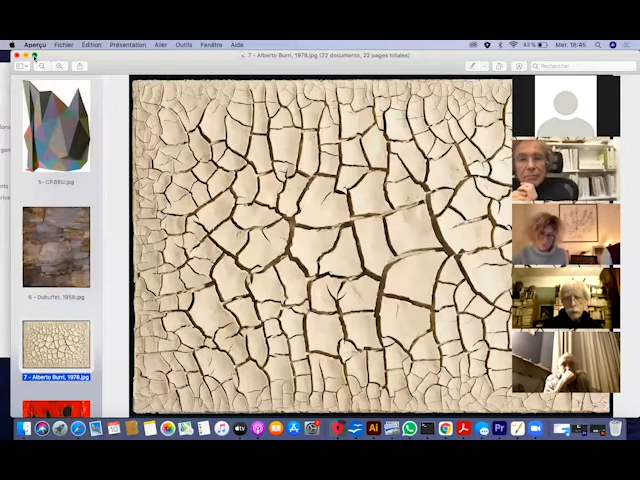 Aperçu Fichier Édition Présentation Aller Outils Fenêtre Aide 43 % Mer. 18:45
7 - Alberto Burri, 1978.jpg (22 documents, 22 pages totales)
Rechercher
5- CP.BRU.jpg
6 - Dubuffet, 1959.jpg
7 - Alberto Burri, 1978.jpg